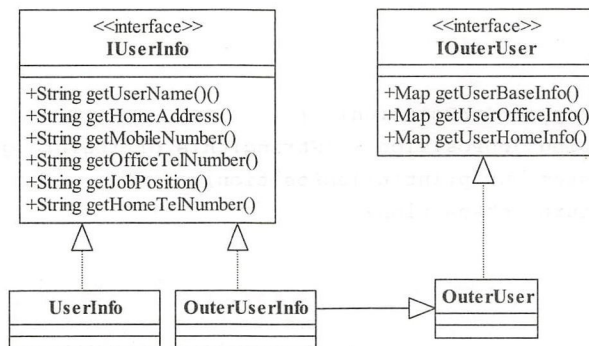 <<interface>>
IUserInfo
+String getUserName()()
+String getHomeAddress()
+String getMobileNumber()
+String getOfficeTelNumber()
+String getJobPosition()
+String getHomeTelNumber()
<<interface>>
IOuterUser
+Map getUserBaseInfo()
+Map getUserOfficeInfo()
+Map getUserHomeInfo()
UserInfo
OuterUserInfo
OuterUser